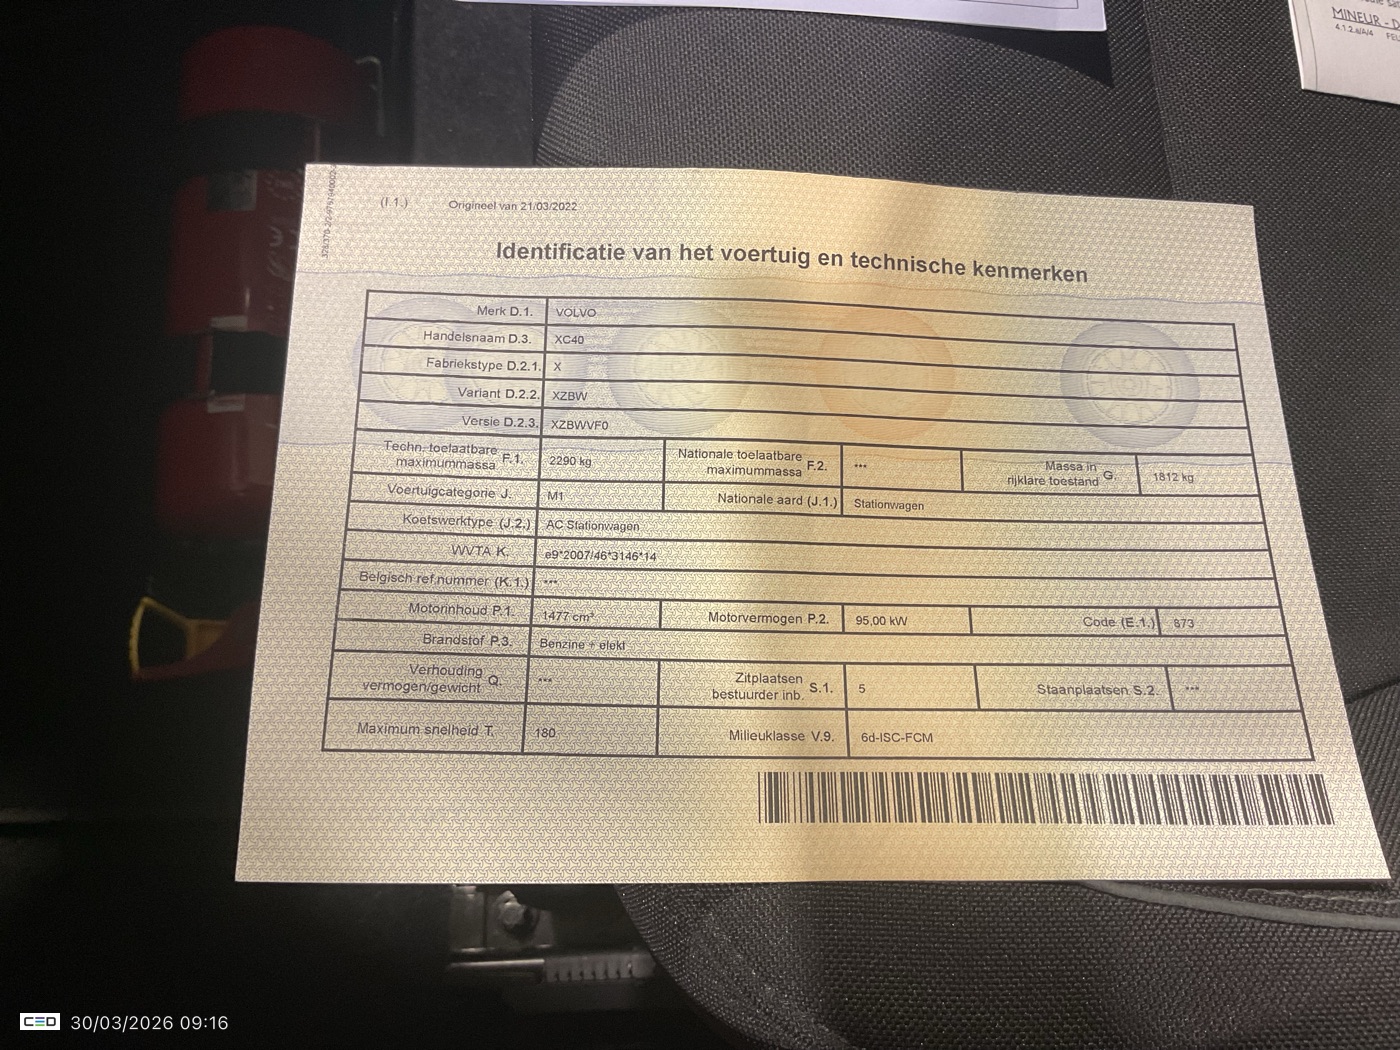 MINEUR - D
4.1.2.a/A/4
(I.1.) Origineel van 21/03/2022
Identificatie van het voertuig en technische kenmerken
Merk D.1. VOLVO
Handelsnaam D.3. XC40
Fabriekstype D.2.1. X
Variant D.2.2. XZBW
Versie D.2.3. XZBWVF0
Techn. toelaatbare maximummassa F.1. 2290 kg Nationale toelaatbare maximummassa F.2. *** Massa in rijklare toestand G. 1812 kg
Voertuigcategorie J. M1 Nationale aard (J.1.) Stationwagen
Koetswerktype (J.2.) AC Stationwagen
WVTA K. e9*2007/46*3146*14
Belgisch ref.nummer (K.1.) ***
Motorinhoud P.1. 1477 cm³ Motorvermogen P.2. 95,00 kW Code (E.1.) 673
Brandstof P.3. Benzine + elekt
Verhouding vermogen/gewicht Q. *** Zitplaatsen bestuurder inb. S.1. 5 Staanplaatsen S.2. ***
Maximum snelheid T. 180 Milieuklasse V.9. 6d-ISC-FCM
CED 30/03/2026 09:16